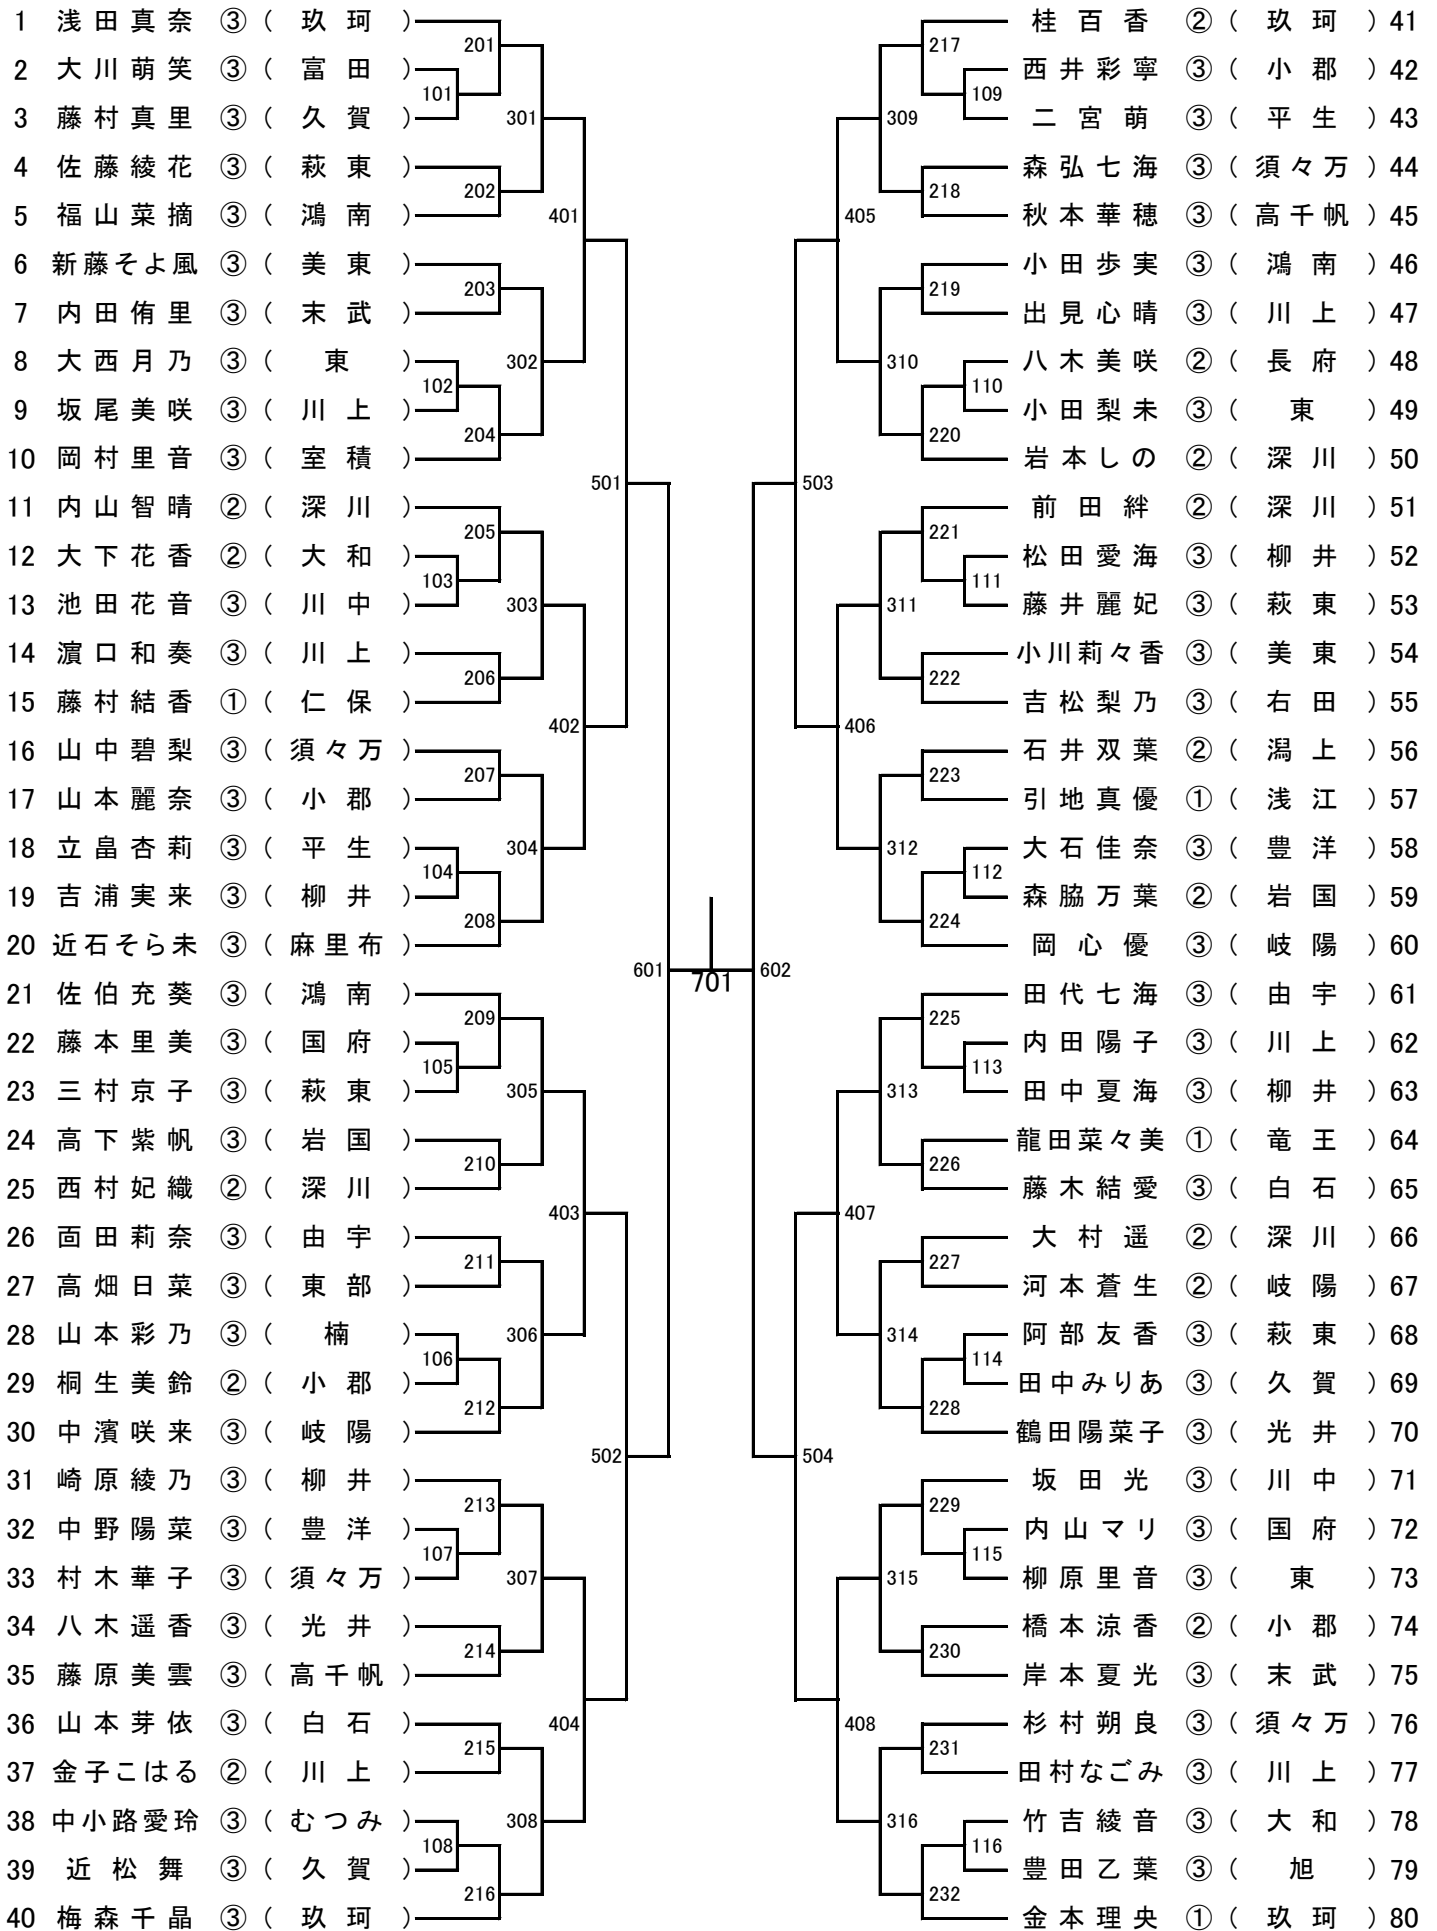 1 浅田真奈 ③ ( 玖珂 ) 桂百香 ② ( 玖珂 ) 41
201 217
2 大川萌笑 ③ ( 富田 ) 西井彩寧 ③ ( 小郡 ) 42
101 109
3 藤村真里 ③ ( 久賀 ) 301 309 二宮萌 ③ ( 平生 ) 43
4 佐藤綾花 ③ ( 萩東 ) 森弘七海 ③ ( 須々万 ) 44
202 218
5 福山菜摘 ③ ( 鴻南 ) 401 405 秋本華穂 ③ ( 高千帆 ) 45
6 新藤そよ風 ③ ( 美東 ) 小田歩実 ③ ( 鴻南 ) 46
203 219
7 内田侑里 ③ ( 末武 ) 出見心晴 ③ ( 川上 ) 47
8 大西月乃 ③ ( 東 ) 302 310 八木美咲 ② ( 長府 ) 48
102 110
9 坂尾美咲 ③ ( 川上 ) 小田梨未 ③ ( 東 ) 49
204 220
10 岡村里音 ③ ( 室積 ) 岩本しの ② ( 深川 ) 50
501 503
11 内山智晴 ② ( 深川 ) 前田絆 ② ( 深川 ) 51
205 221
12 大下花香 ② ( 大和 ) 松田愛海 ③ ( 柳井 ) 52
103 111
13 池田花音 ③ ( 川中 ) 303 311 藤井麗妃 ③ ( 萩東 ) 53
14 濵口和奏 ③ ( 川上 ) 小川莉々香 ③ ( 美東 ) 54
206 222
15 藤村結香 ① ( 仁保 ) 吉松梨乃 ③ ( 右田 ) 55
402 406
16 山中碧梨 ③ ( 須々万 ) 石井双葉 ② ( 潟上 ) 56
207 223
17 山本麗奈 ③ ( 小郡 ) 引地真優 ① ( 浅江 ) 57
18 立畠杏莉 ③ ( 平生 ) 304 312 大石佳奈 ③ ( 豊洋 ) 58
104 112
19 吉浦実来 ③ ( 柳井 ) 森脇万葉 ② ( 岩国 ) 59
208 224
20 近石そら未 ③ ( 麻里布 ) 岡心優 ③ ( 岐陽 ) 60
601 701 602
21 佐伯充葵 ③ ( 鴻南 ) 田代七海 ③ ( 由宇 ) 61
209 225
22 藤本里美 ③ ( 国府 ) 内田陽子 ③ ( 川上 ) 62
105 113
23 三村京子 ③ ( 萩東 ) 305 313 田中夏海 ③ ( 柳井 ) 63
24 高下紫帆 ③ ( 岩国 ) 龍田菜々美 ① ( 竜王 ) 64
210 226
25 西村妃織 ② ( 深川 ) 藤木結愛 ③ ( 白石 ) 65
403 407
26 面田莉奈 ③ ( 由宇 ) 大村遥 ② ( 深川 ) 66
211 227
27 高畑日菜 ③ ( 東部 ) 河本蒼生 ② ( 岐陽 ) 67
28 山本彩乃 ③ ( 楠 ) 306 314 阿部友香 ③ ( 萩東 ) 68
106 114
29 桐生美鈴 ② ( 小郡 ) 田中みりあ ③ ( 久賀 ) 69
212 228
30 中濱咲来 ③ ( 岐陽 ) 鶴田陽菜子 ③ ( 光井 ) 70
502 504
31 崎原綾乃 ③ ( 柳井 ) 坂田光 ③ ( 川中 ) 71
213 229
32 中野陽菜 ③ ( 豊洋 ) 内山マリ ③ ( 国府 ) 72
107 115
33 村木華子 ③ ( 須々万 ) 307 315 柳原里音 ③ ( 東 ) 73
34 八木遥香 ③ ( 光井 ) 橋本涼香 ② ( 小郡 ) 74
214 230
35 藤原美雲 ③ ( 高千帆 ) 岸本夏光 ③ ( 末武 ) 75
36 山本芽依 ③ ( 白石 ) 404 408 杉村朔良 ③ ( 須々万 ) 76
215 231
37 金子こはる ② ( 川上 ) 田村なごみ ③ ( 川上 ) 77
38 中小路愛玲 ③ ( むつみ ) 308 316 竹吉綾音 ③ ( 大和 ) 78
108 116
39 近松舞 ③ ( 久賀 ) 豊田乙葉 ③ ( 旭 ) 79
216 232
40 梅森千晶 ③ ( 玖珂 ) 金本理央 ① ( 玖珂 ) 80